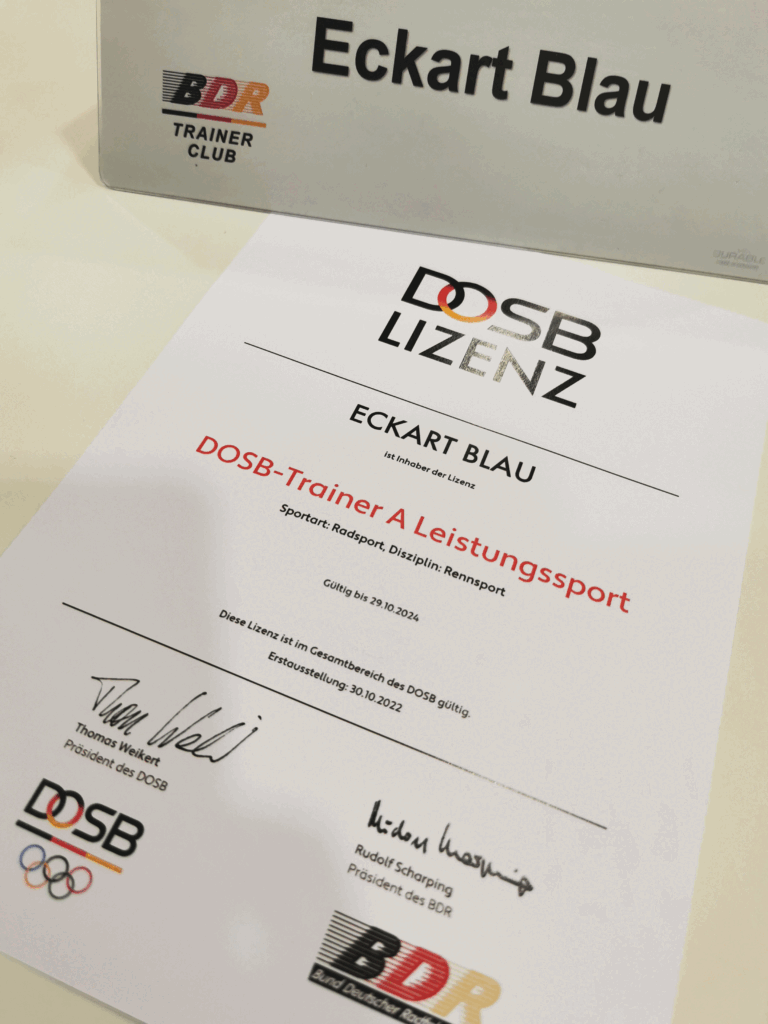 Eckart Blau
BDR
TRAINER
CLUB
DOSB
LIZENZ
ECKART BLAU
ist Inhaber der Lizenz
DOSB-Trainer A Leistungssport
Sportart: Radsport, Disziplin: Rennsport
Gültig bis 29.10.2024
Diese Lizenz ist im Gesamtbereich des DOSB gültig.
Erstausstellung: 30.10.2022
Thomas Weikert
Präsident des DOSB
DOSB
Rudolf Scharping
Präsident des BDR
BDR
Bund Deutscher